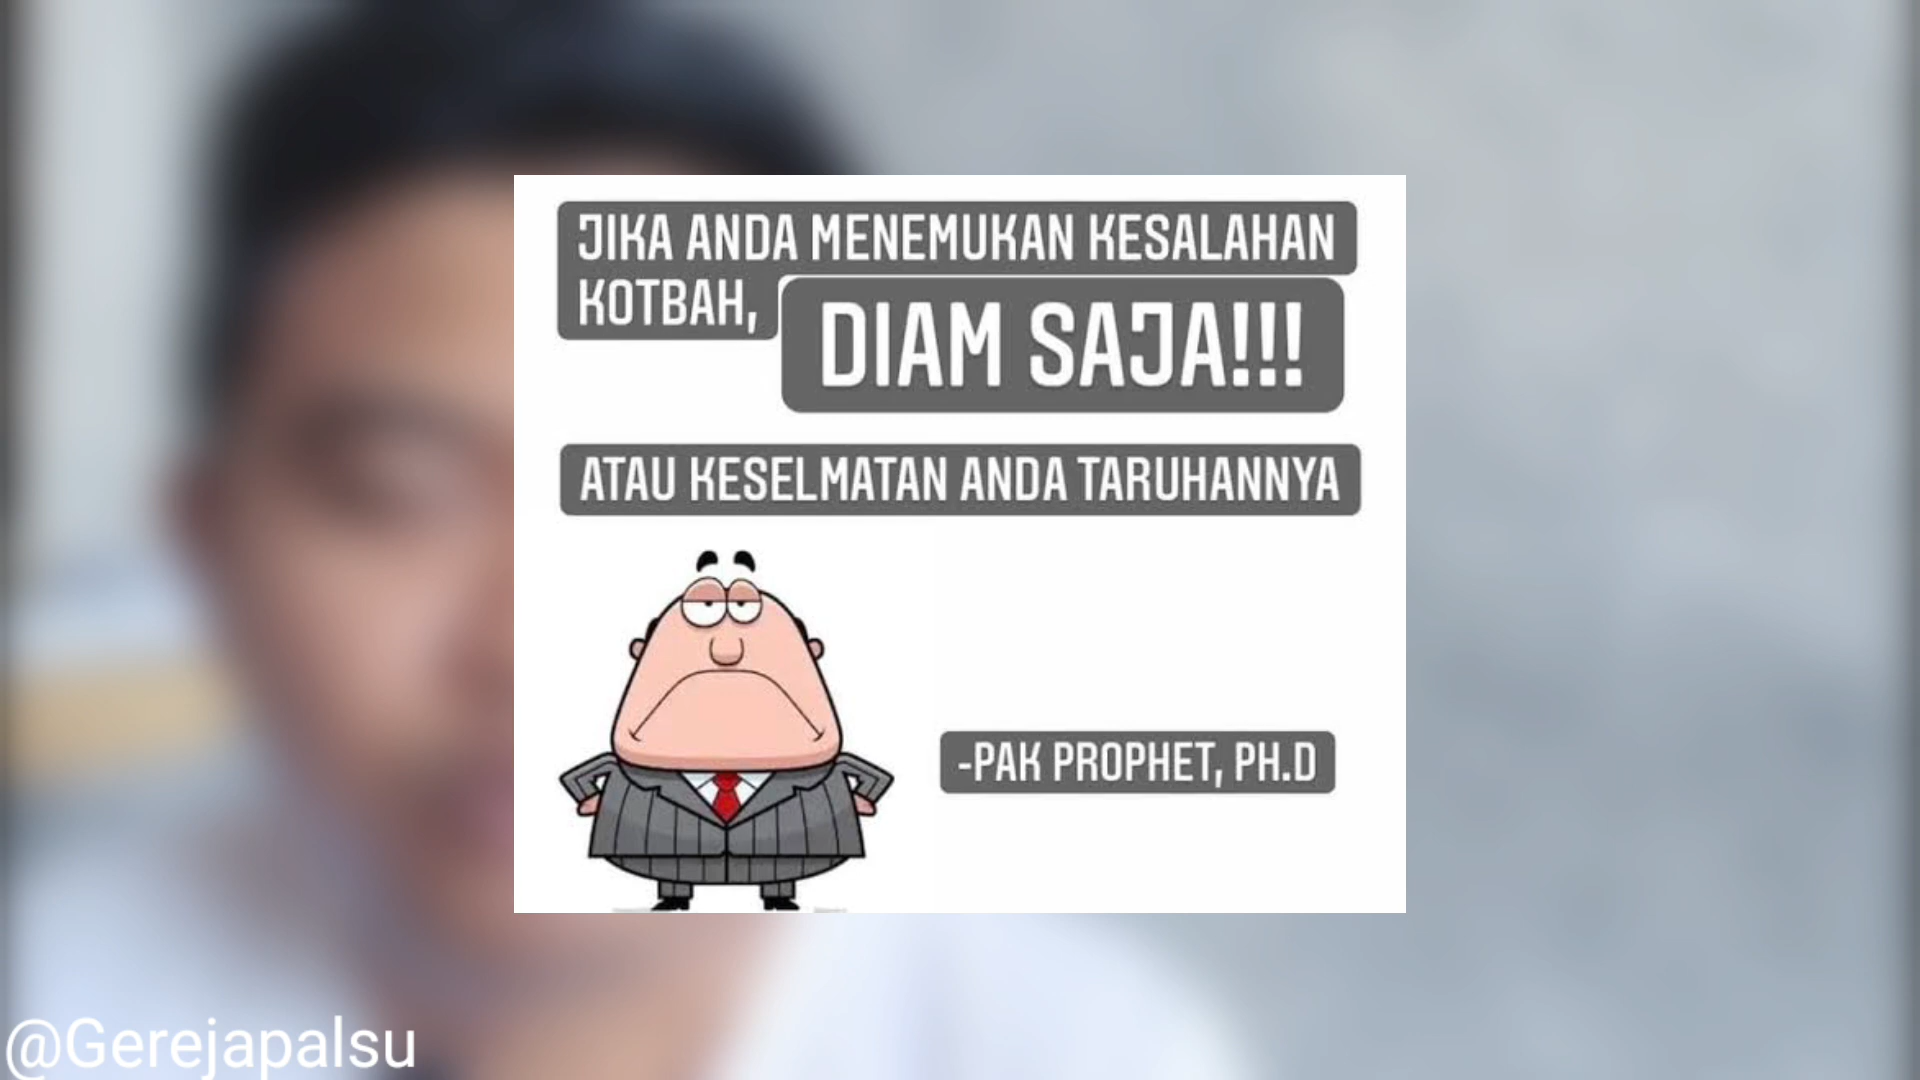 JIKA ANDA MENEMUKAN KESALAHAN
KOTBAH,
DIAM SAJA!!!
ATAU KESELMATAN ANDA TARUHANNYA
-PAK PROPHET, PH.D
@Gerejapalsu